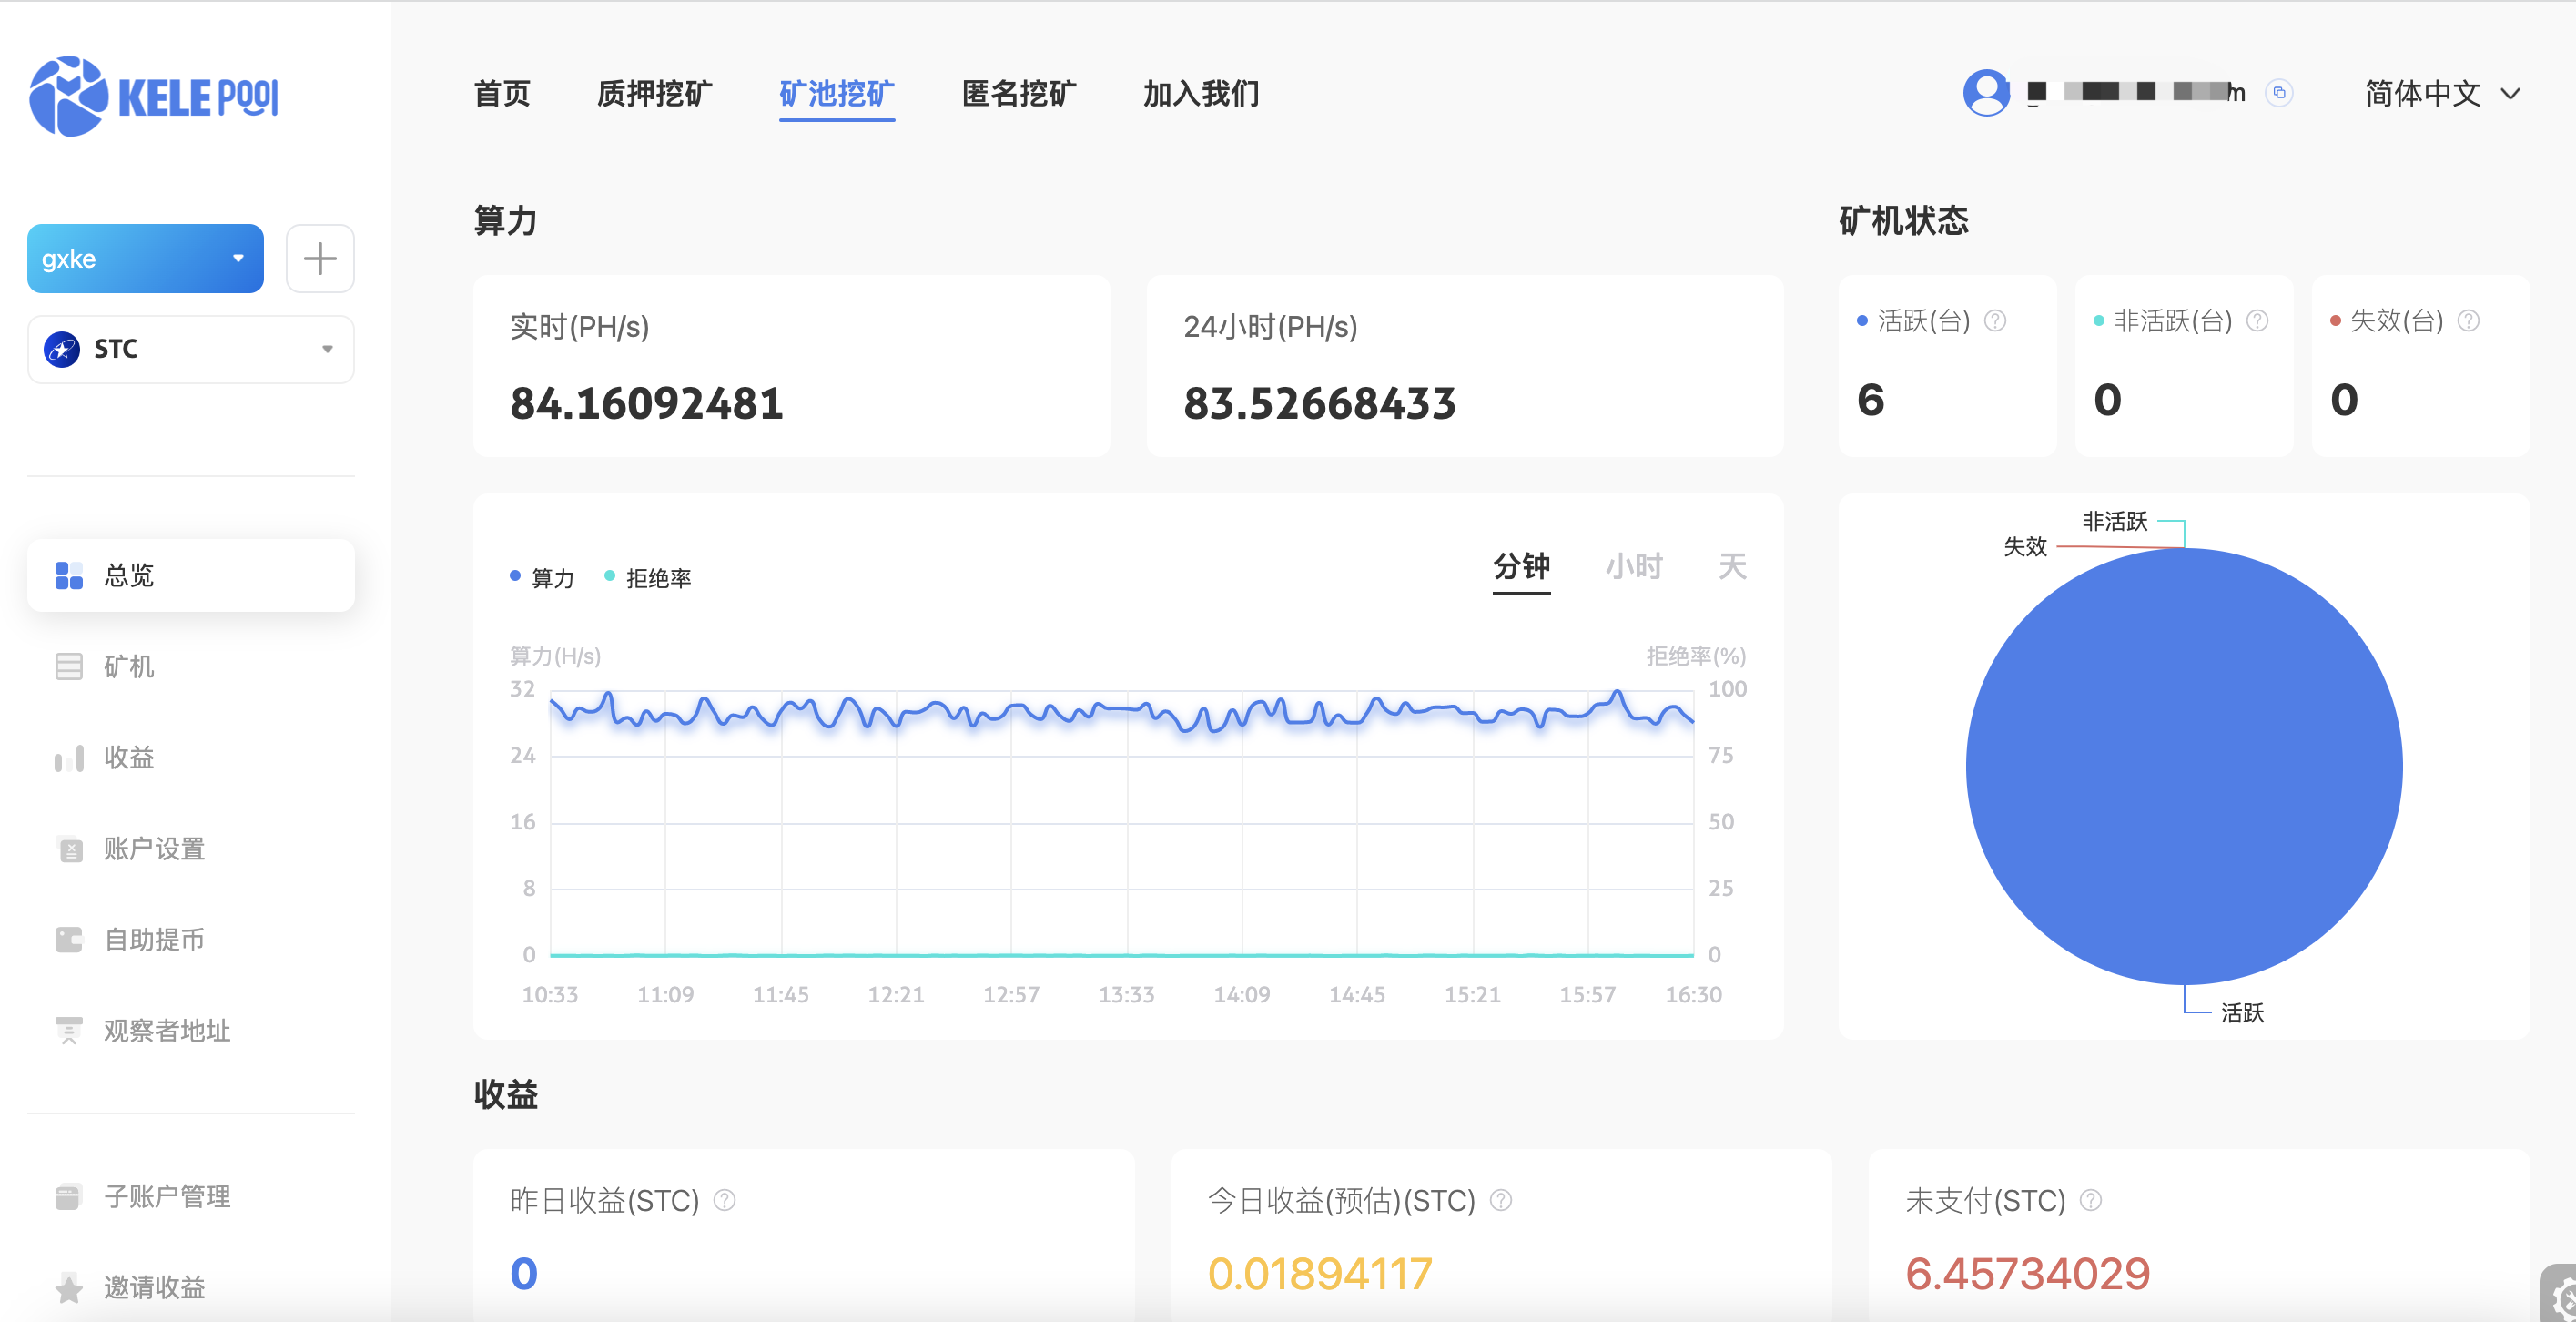 KELE POOL
首页 质押挖矿 矿池挖矿 匿名挖矿 加入我们
m
简体中文
gxke
STC
总览
矿机
收益
账户设置
自助提币
观察者地址
子账户管理
邀请收益
算力
实时(PH/s)
84.16092481
24小时(PH/s)
83.52668433
算力 拒绝率
分钟 小时 天
算力(H/s)
拒绝率(%)
32 100
24 75
16 50
8 25
0 0
10:33 11:09 11:45 12:21 12:57 13:33 14:09 14:45 15:21 15:57 16:30
矿机状态
活跃(台)
6
非活跃(台)
0
失效(台)
0
非活跃
失效
活跃
收益
昨日收益(STC)
0
今日收益(预估)(STC)
0.01894117
未支付(STC)
6.45734029